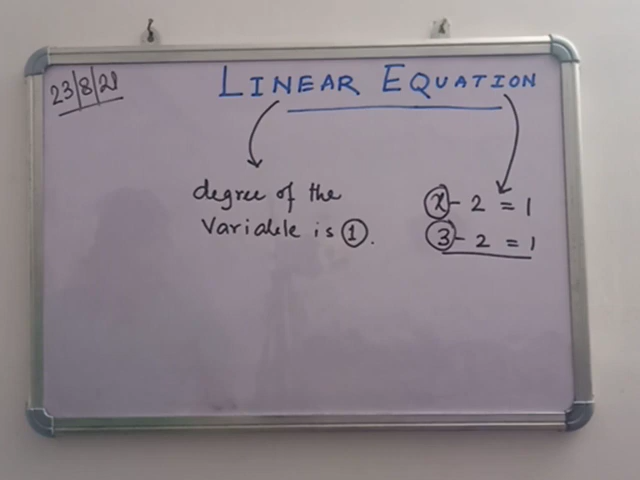 23/8/21
LINEAR EQUATION
degree of the
variable is 1.
x - 2 = 1
3 - 2 = 1